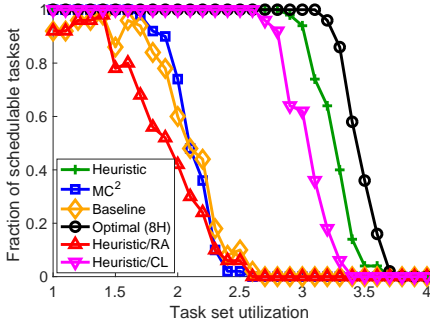 Fraction of schedulable taskset
1
0.8
0.6
0.4
0.2
0
Heuristic
MC²
Baseline
Optimal (8H)
Heuristic/RA
Heuristic/CL
1 1.5 2 2.5 3 3.5 4
Task set utilization